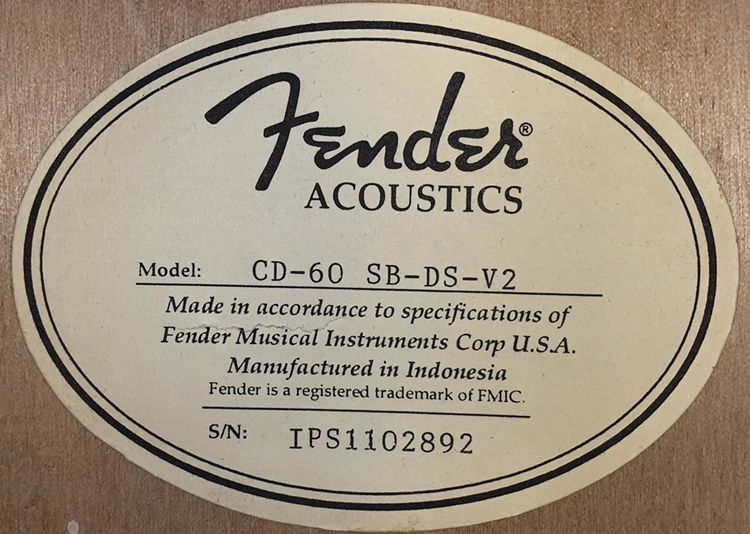 Fender®
ACOUSTICS
Model: CD-60 SB-DS-V2
Made in accordance to specifications of
Fender Musical Instruments Corp U.S.A.
Manufactured in Indonesia
Fender is a registered trademark of FMIC.
S/N: IPS1102892